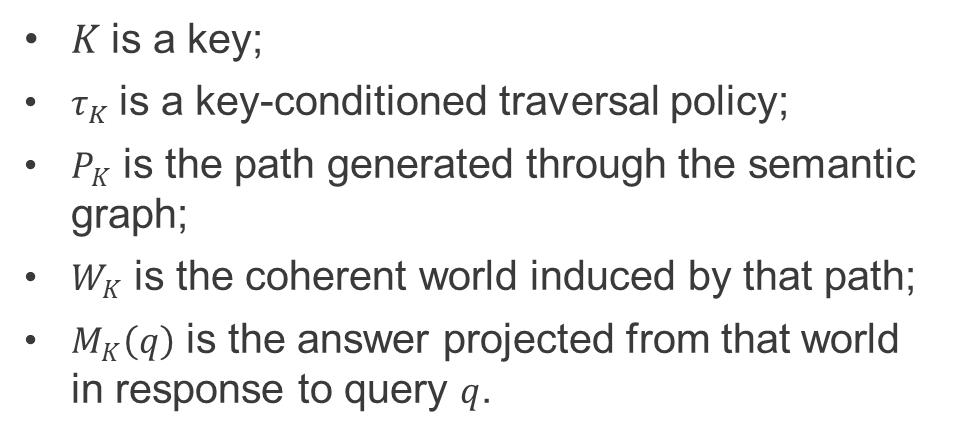 • K is a key;
• τ_K is a key-conditioned traversal policy;
• P_K is the path generated through the semantic
graph;
• W_K is the coherent world induced by that path;
• M_K(q) is the answer projected from that world
in response to query q.